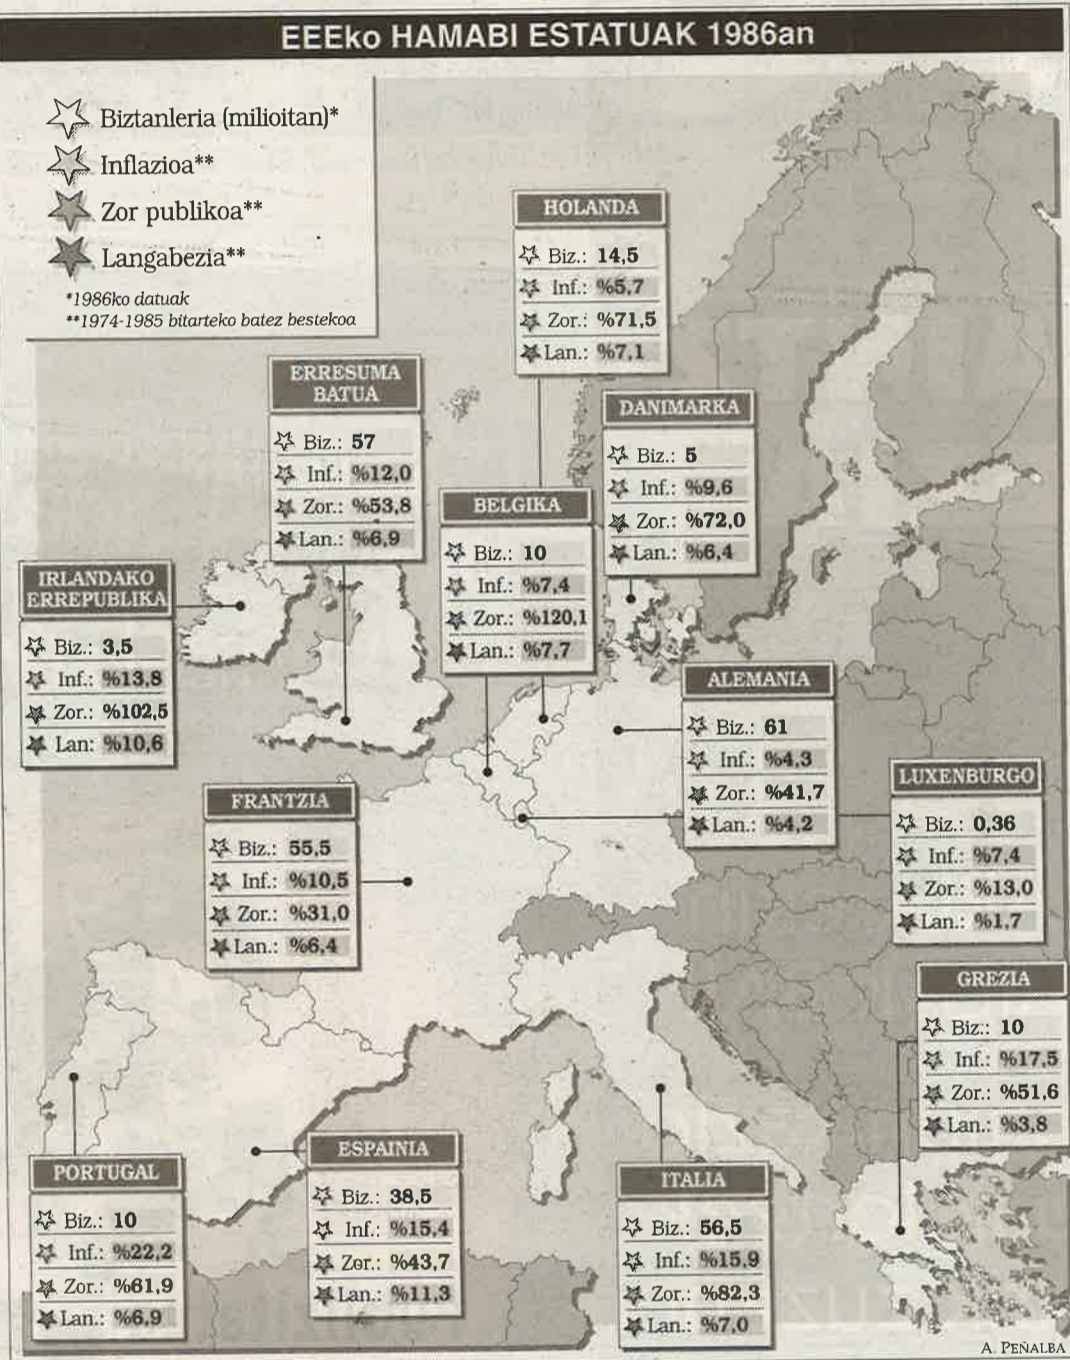 EEEko HAMABI ESTATUAK 1986an
Biztanleria (milioitan)*
Inflazioa**
Zor publikoa**
Langabezia**
*1986ko datuak
**1974-1985 bitarteko batez bestekoa
HOLANDA
Biz.: 14,5
Inf.: %5,7
Zor.: %71,5
Lan.: %7,1
ERRESUMA
BATUA
Biz.: 57
Inf.: %12,0
Zor.: %53,8
Lan.: %6,9
DANIMARKA
Biz.: 5
Inf.: %9,6
Zor.: %72,0
Lan.: %6,4
BELGIKA
Biz.: 10
Inf.: %7,4
Zor.: %120,1
Lan.: %7,7
IRLANDAKO
ERREPUBLIKA
Biz.: 3,5
Inf.: %13,8
Zor.: %102,5
Lan: %10,6
ALEMANIA
Biz.: 61
Inf.: %4,3
Zor.: %41,7
Lan.: %4,2
LUXENBURGO
Biz.: 0,36
Inf.: %7,4
Zor.: %13,0
Lan.: %1,7
FRANTZIA
Biz.: 55,5
Inf.: %10,5
Zor.: %31,0
Lan.: %6,4
GREZIA
Biz.: 10
Inf.: %17,5
Zor.: %51,6
Lan.: %3,8
PORTUGAL
Biz.: 10
Inf.: %22,2
Zor.: %61,9
Lan.: %6,9
ESPAINIA
Biz.: 38,5
Inf.: %15,4
Zor.: %43,7
Lan.: %11,3
ITALIA
Biz.: 56,5
Inf.: %15,9
Zor.: %82,3
Lan.: %7,0
A. PEÑALBA